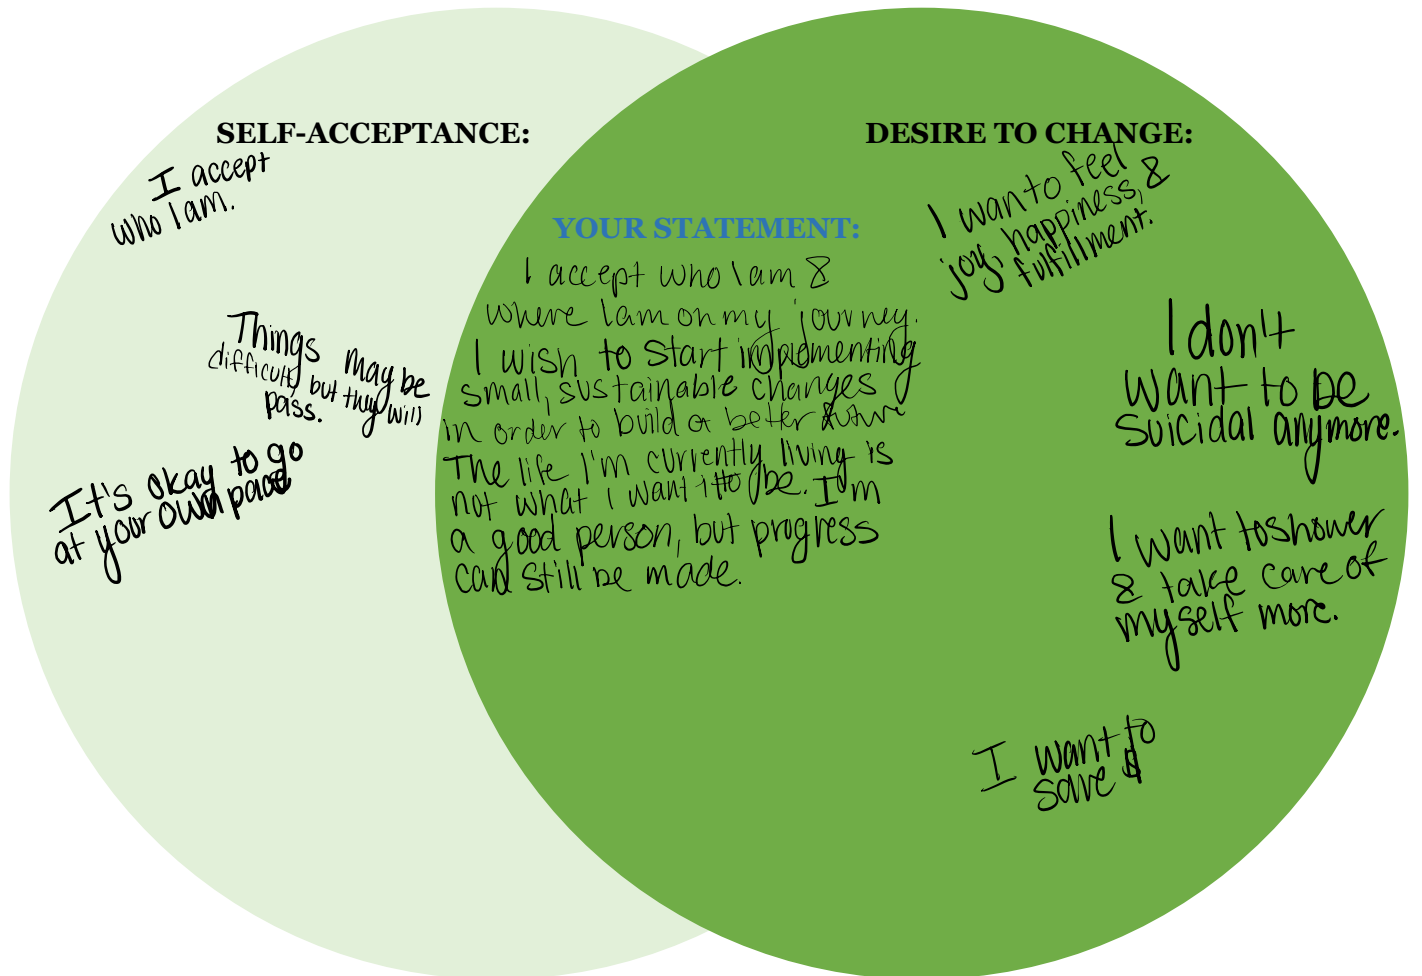 SELF-ACCEPTANCE:
I accept
who I am.
Things may be
difficult, but they will
pass.
It's okay to go
at your own pace
YOUR STATEMENT:
I accept who I am &
where I am on my journey.
I wish to start implementing
small, sustainable changes
in order to build a better future
The life I'm currently living is
not what I want it to be. I'm
a good person, but progress
can still be made.
DESIRE TO CHANGE:
I want to feel
joy, happiness, &
fulfillment.
I don't
want to be
suicidal anymore.
I want to shower
& take care of
myself more.
I want to
save $